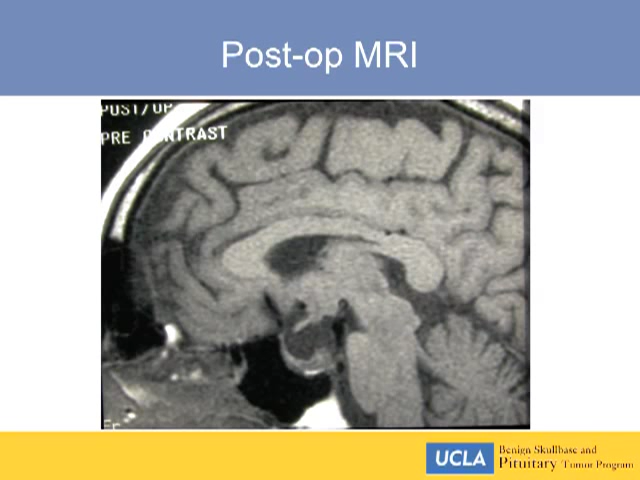 Post-op MRI
POST/OP
PRE CONTRAST
UCLA Benign Skullbase and
Pituitary Tumor Program